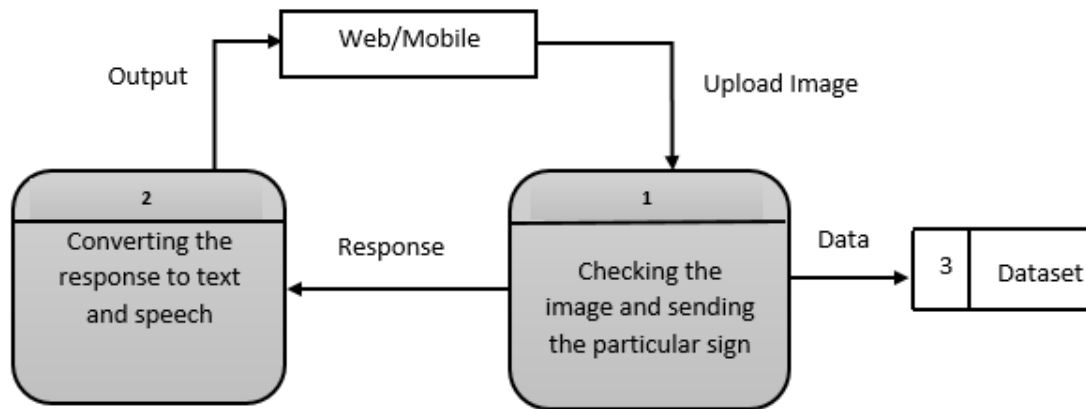 Web/Mobile
Output
Upload Image
2
Converting the
response to text
and speech
Response
1
Checking the
image and sending
the particular sign
Data
3
Dataset